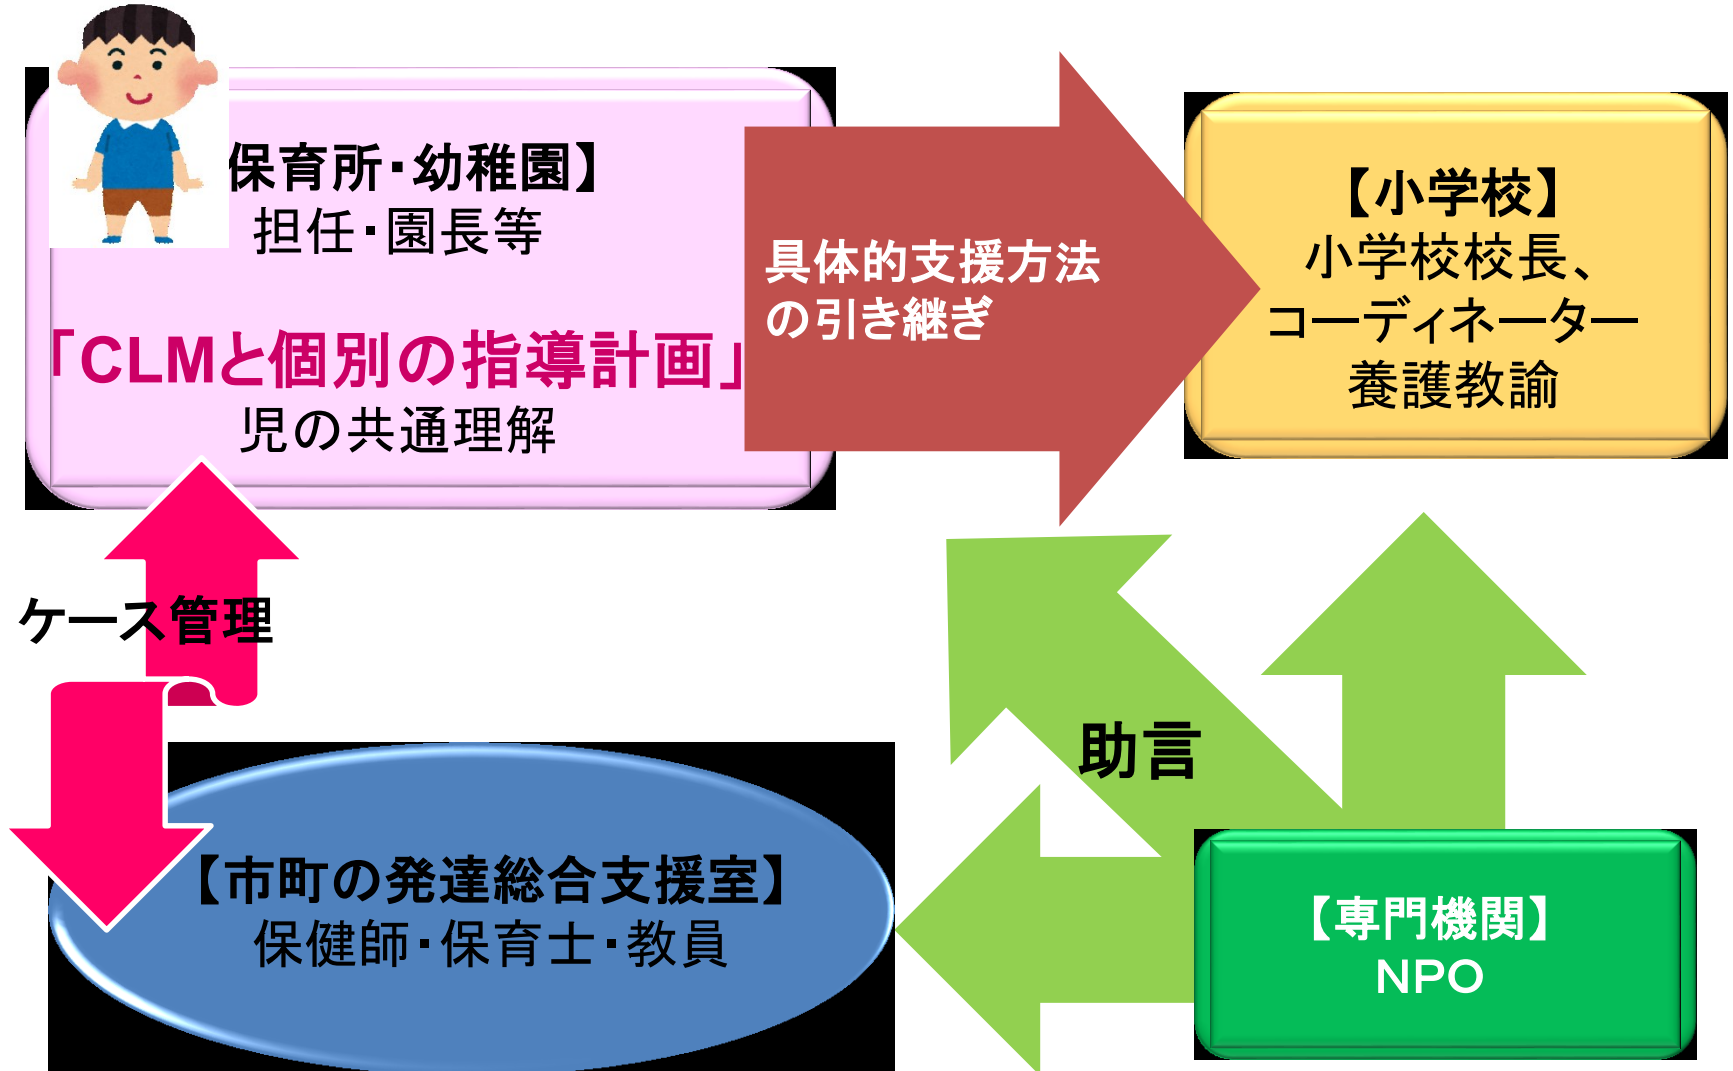 保育所・幼稚園】
担任・園長等
「CLMと個別の指導計画」
児の共通理解
具体的支援方法
の引き継ぎ
【小学校】
小学校校長、
コーディネーター
養護教諭
ケース管理
助言
【市町の発達総合支援室】
保健師・保育士・教員
【専門機関】
NPO